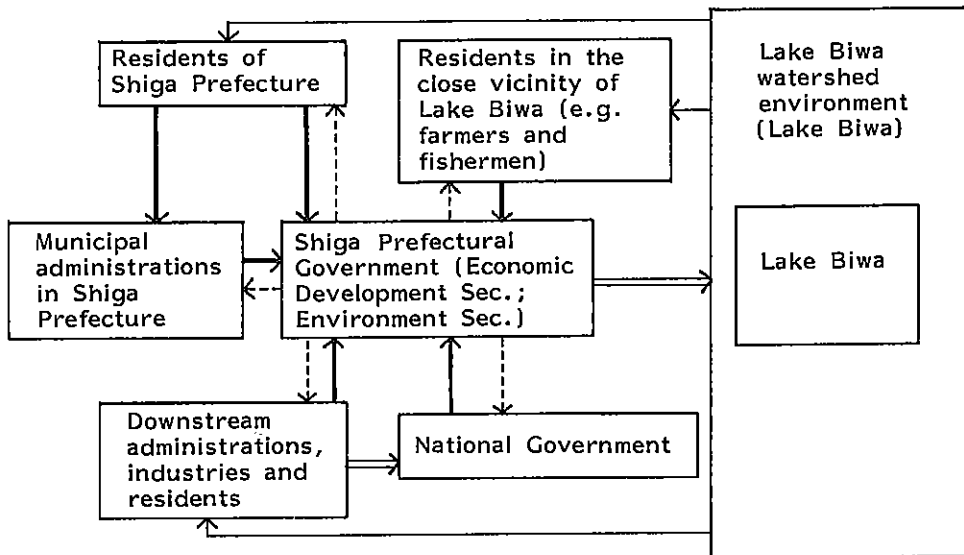 Residents of
Shiga Prefecture
Residents in the
close vicinity of
Lake Biwa (e.g.
farmers and
fishermen)
Lake Biwa
watershed
environment
(Lake Biwa)
Municipal
administrations
in Shiga
Prefecture
Shiga Prefectural
Government (Economic
Development Sec.;
Environment Sec.)
Lake Biwa
Downstream
administrations,
industries and
residents
National Government